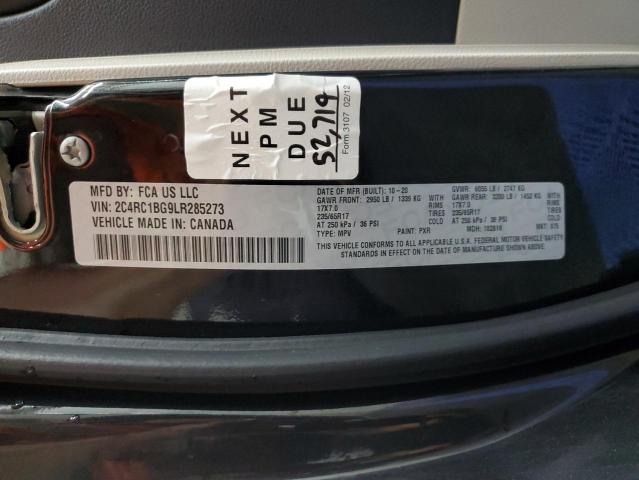 NEXT
PM
DUE
52,719
Form 3107 02/12
MFD BY: FCA US LLC
VIN: 2C4RC1BG9LR285273
VEHICLE MADE IN: CANADA
DATE OF MFR (BUILT): 10-20
GAWR FRONT: 2950 LB / 1339 KG WITH
17X7.0 RIMS
235/65R17 TIRES
AT 250 kPa / 36 PSI COLD
TYPE: MPV PAINT: PXR
GVWR: 6055 LB / 2747 KG
GAWR REAR: 3200 LB / 1452 KG WITH
17X7.0 RIMS
235/65R17 TIRES
AT 250 kPa / 36 PSI COLD
MDH: 102819
THIS VEHICLE CONFORMS TO ALL APPLICABLE U.S.A. FEDERAL MOTOR VEHICLE SAFETY
STANDARDS IN EFFECT ON THE DATE OF MANUFACTURE SHOWN ABOVE.